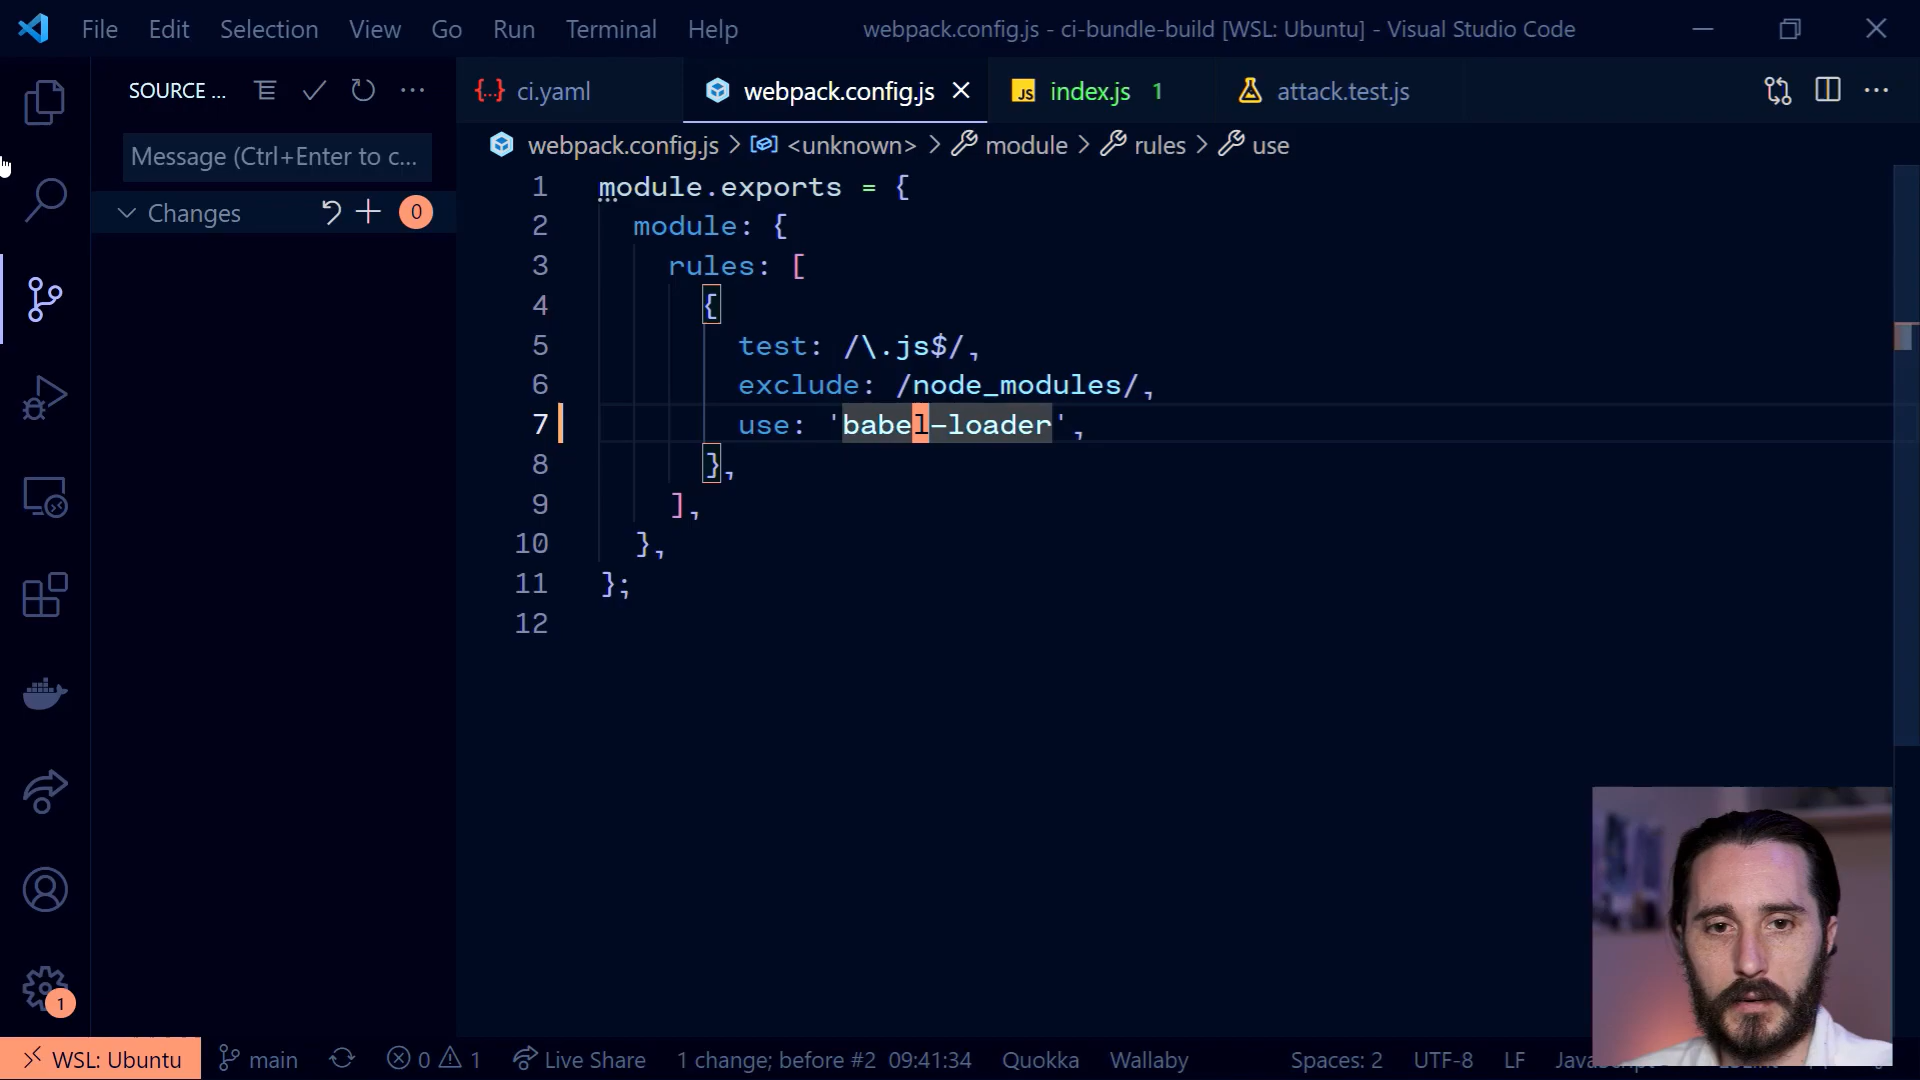 File Edit Selection View Go Run Terminal Help webpack.config.js - ci-bundle-build [WSL: Ubuntu] - Visual Studio Code
SOURCE ...
ci.yaml webpack.config.js index.js 1 attack.test.js
Message (Ctrl+Enter to c...
webpack.config.js > <unknown> > module > rules > use
Changes 0
1 module.exports = {
2 module: {
3 rules: [
4 {
5 test: /\.js$/,
6 exclude: /node_modules/,
7 use: 'babel-loader',
8 },
9 ],
10 },
11 };
12
1
WSL: Ubuntu main 0 1 Live Share 1 change; before #2 09:41:34 Quokka Wallaby Spaces: 2 UTF-8 LF